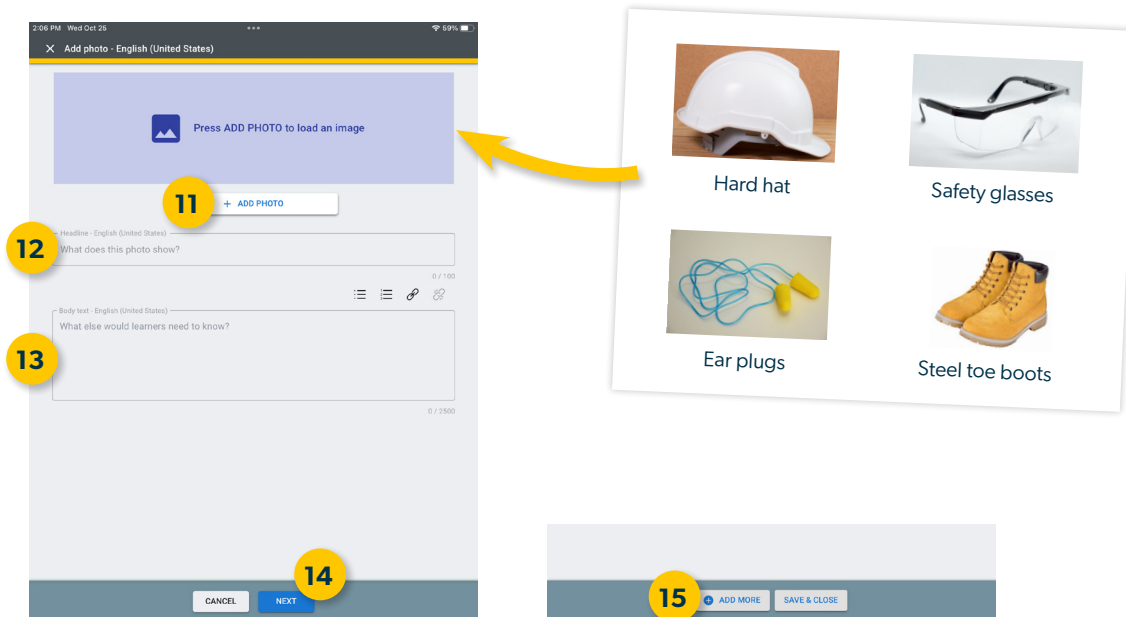 2:06 PM Wed Oct 25
59%
Add photo - English (United States)
Press ADD PHOTO to load an image
11
+ ADD PHOTO
12
Headline - English (United States)
What does this photo show?
0 / 100
Body text - English (United States)
What else would learners need to know?
13
0 / 2500
14
CANCEL
NEXT
Hard hat
Safety glasses
Ear plugs
Steel toe boots
15
ADD MORE
SAVE & CLOSE